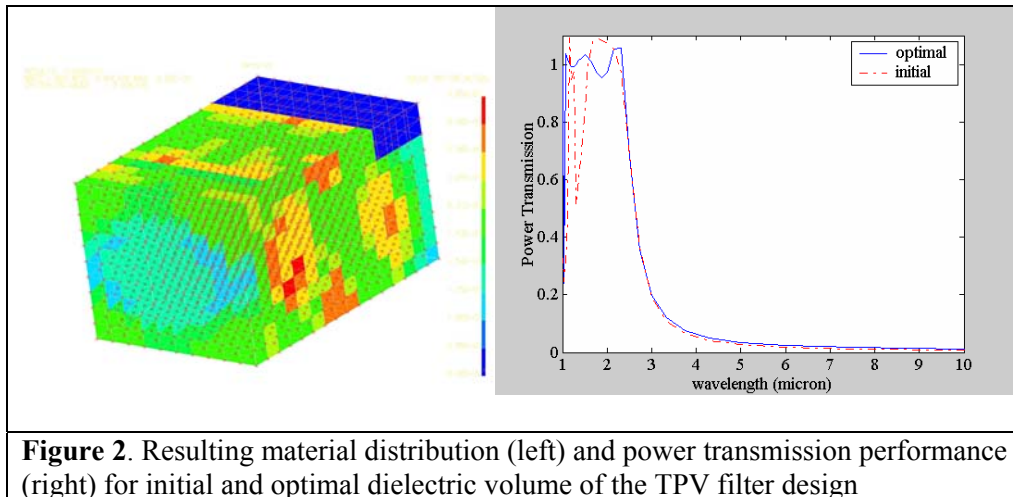 optimal
initial
1
0.8
0.6
0.4
0.2
0
Power Transmission
1 2 3 4 5 6 7 8 9 10
wavelength (micron)
Figure 2. Resulting material distribution (left) and power transmission performance
(right) for initial and optimal dielectric volume of the TPV filter design